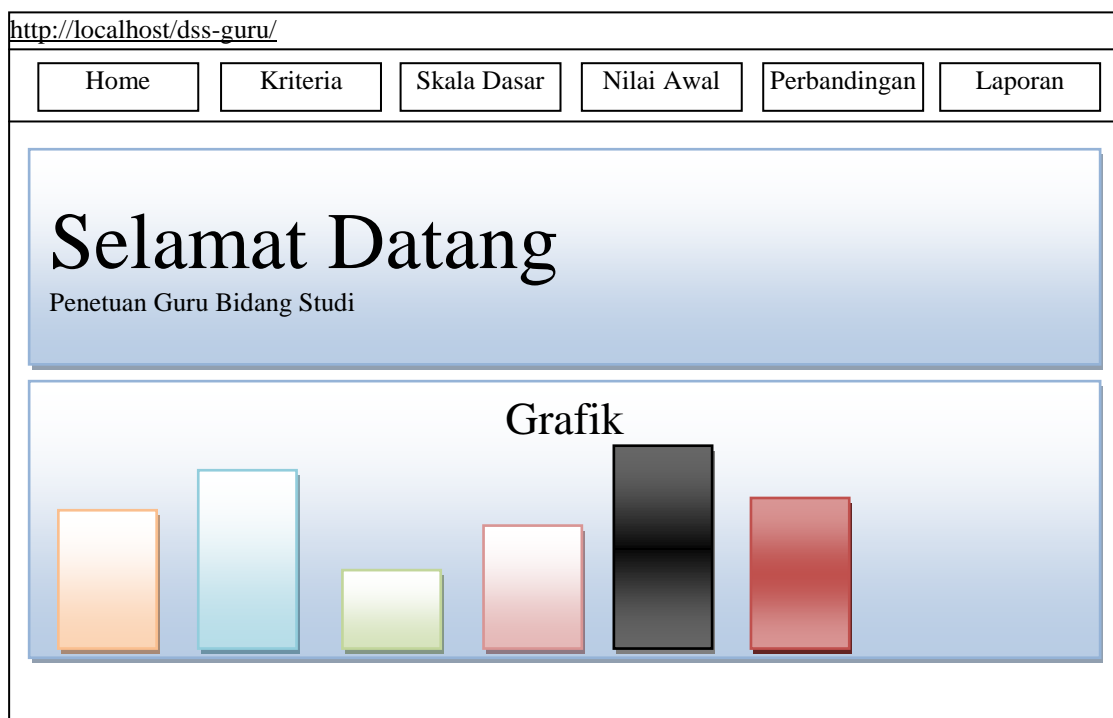 http://localhost/dss-guru/
Home Kriteria Skala Dasar Nilai Awal Perbandingan Laporan
Selamat Datang
Penetuan Guru Bidang Studi
Grafik